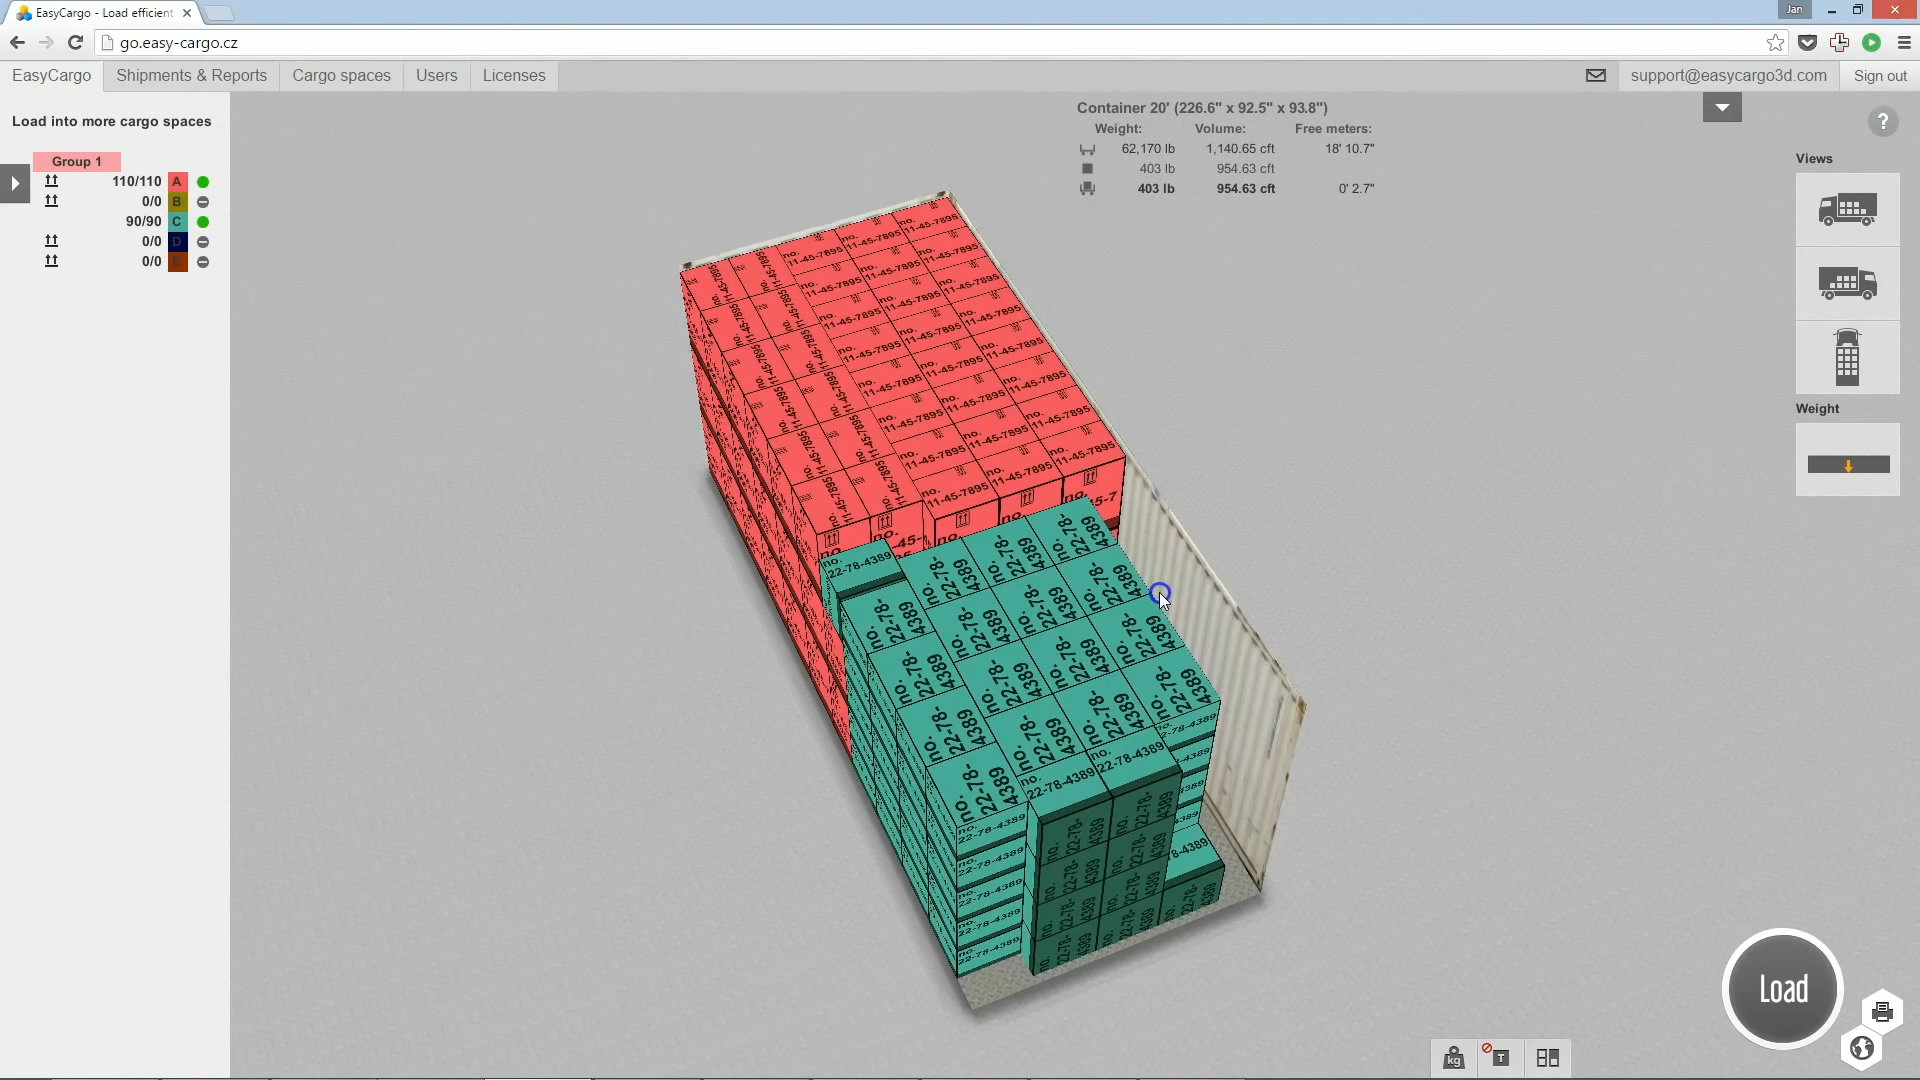 EasyCargo - Load efficient
Jan
go.easy-cargo.cz
EasyCargo Shipments & Reports Cargo spaces Users Licenses support@easycargo3d.com Sign out
Load into more cargo spaces
Group 1
110/110 A
0/0 B
90/90 C
0/0 D
0/0 E
Container 20' (226.6" x 92.5" x 93.8")
Weight: Volume: Free meters:
62,170 lb 1,140.65 cft 18' 10.7"
403 lb 954.63 cft
403 lb 954.63 cft 0' 2.7"
?
Views
Weight
no.
11-45-7895
no.
22-78-4389
no.
22-78-
4389
Load
kg
T